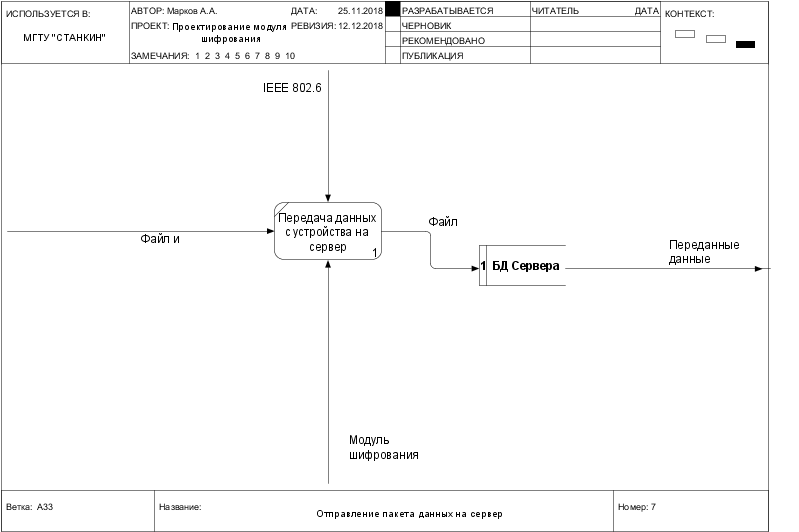 ИСПОЛЬЗУЕТСЯ В:
МГТУ "СТАНКИН"
АВТОР: Марков А.А.
ДАТА: 25.11.2018
ПРОЕКТ: Проектирование модуля
шифрования
РЕВИЗИЯ: 12.12.2018
ЗАМЕЧАНИЯ: 1 2 3 4 5 6 7 8 9 10
РАЗРАБАТЫВАЕТСЯ
ЧЕРНОВИК
РЕКОМЕНДОВАНО
ПУБЛИКАЦИЯ
ЧИТАТЕЛЬ ДАТА
КОНТЕКСТ:
IEEE 802.6
Файл и
Передача данных
с устройства на
сервер
1
Файл
1 БД Сервера
Переданные
данные
Модуль
шифрования
Ветка: A33
Название:
Отправление пакета данных на сервер
Номер: 7